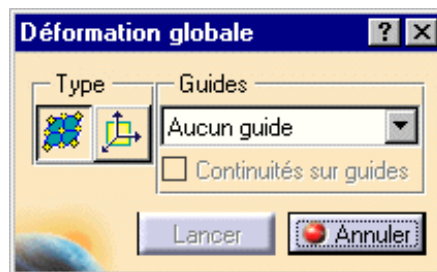 Déformation globale
Type
Guides
Aucun guide
Continuités sur guides
Lancer
Annuler